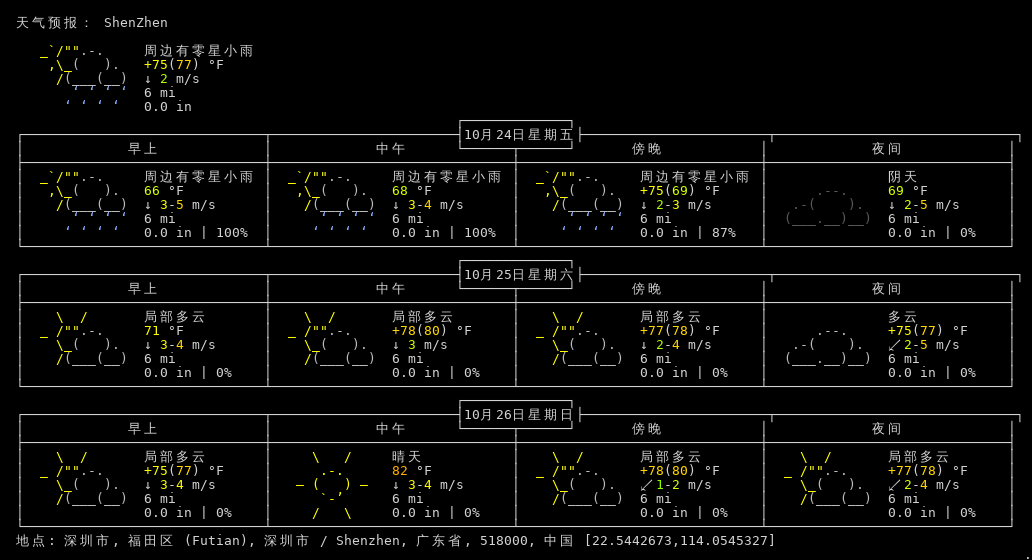 天气预报： ShenZhen
周边有零星小雨
+75(77) °F
↓ 2 m/s
6 mi
0.0 in
10月24日星期五
早上 中午 傍晚 夜间
周边有零星小雨 周边有零星小雨 周边有零星小雨 阴天
66 °F 68 °F +75(69) °F 69 °F
↓ 3-5 m/s ↓ 3-4 m/s ↓ 2-3 m/s ↓ 2-5 m/s
6 mi 6 mi 6 mi 6 mi
0.0 in | 100% 0.0 in | 100% 0.0 in | 87% 0.0 in | 0%
10月25日星期六
早上 中午 傍晚 夜间
局部多云 局部多云 局部多云 多云
71 °F +78(80) °F +77(78) °F +75(77) °F
↓ 3-4 m/s ↓ 3 m/s ↓ 2-4 m/s ↙ 2-5 m/s
6 mi 6 mi 6 mi 6 mi
0.0 in | 0% 0.0 in | 0% 0.0 in | 0% 0.0 in | 0%
10月26日星期日
早上 中午 傍晚 夜间
局部多云 晴天 局部多云 局部多云
+75(77) °F 82 °F +78(80) °F +77(78) °F
↓ 3-4 m/s ↓ 3-4 m/s ↙ 1-2 m/s ↙ 2-4 m/s
6 mi 6 mi 6 mi 6 mi
0.0 in | 0% 0.0 in | 0% 0.0 in | 0% 0.0 in | 0%
地点: 深圳市, 福田区 (Futian), 深圳市 / Shenzhen, 广东省, 518000, 中国 [22.5442673,114.0545327]